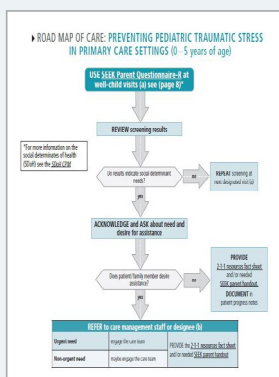 ▸ROAD MAP OF CARE: PREVENTING PEDIATRIC TRAUMATIC STRESS
IN PRIMARY CARE SETTINGS (0 - 5 years of age)
USE SEEK Parent Questionnaire-R at
well-child visits (a) see (page 8)*
REVIEW screening results
*For more information on the
social determinates of health
(SDoH) see the SDoH CPM
Do results indicate social determinant
needs?
no
REPEAT screening at
next designated visit (a)
yes
ACKNOWLEDGE and ASK about need and
desire for assistance
Does patient/family member desire
assistance?
no
PROVIDE
2-1-1 resources fact sheet
and/or needed
SEEK parent handout.
DOCUMENT in
patient progress notes
yes
REFER to care management staff or designee (b)
Urgent need engage the care team
Non-urgent need maybe engage the care team
PROVIDE the 2-1-1 resources fact sheet
and/or needed SEEK parent handout